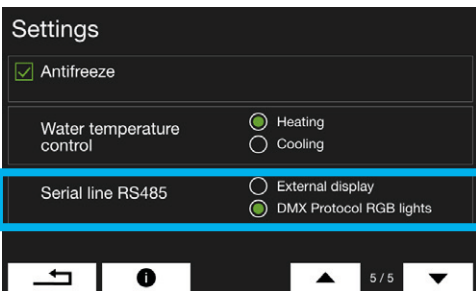 Settings
Antifreeze
Water temperature control
Heating
Cooling
Serial line RS485
External display
DMX Protocol RGB lights
5/5